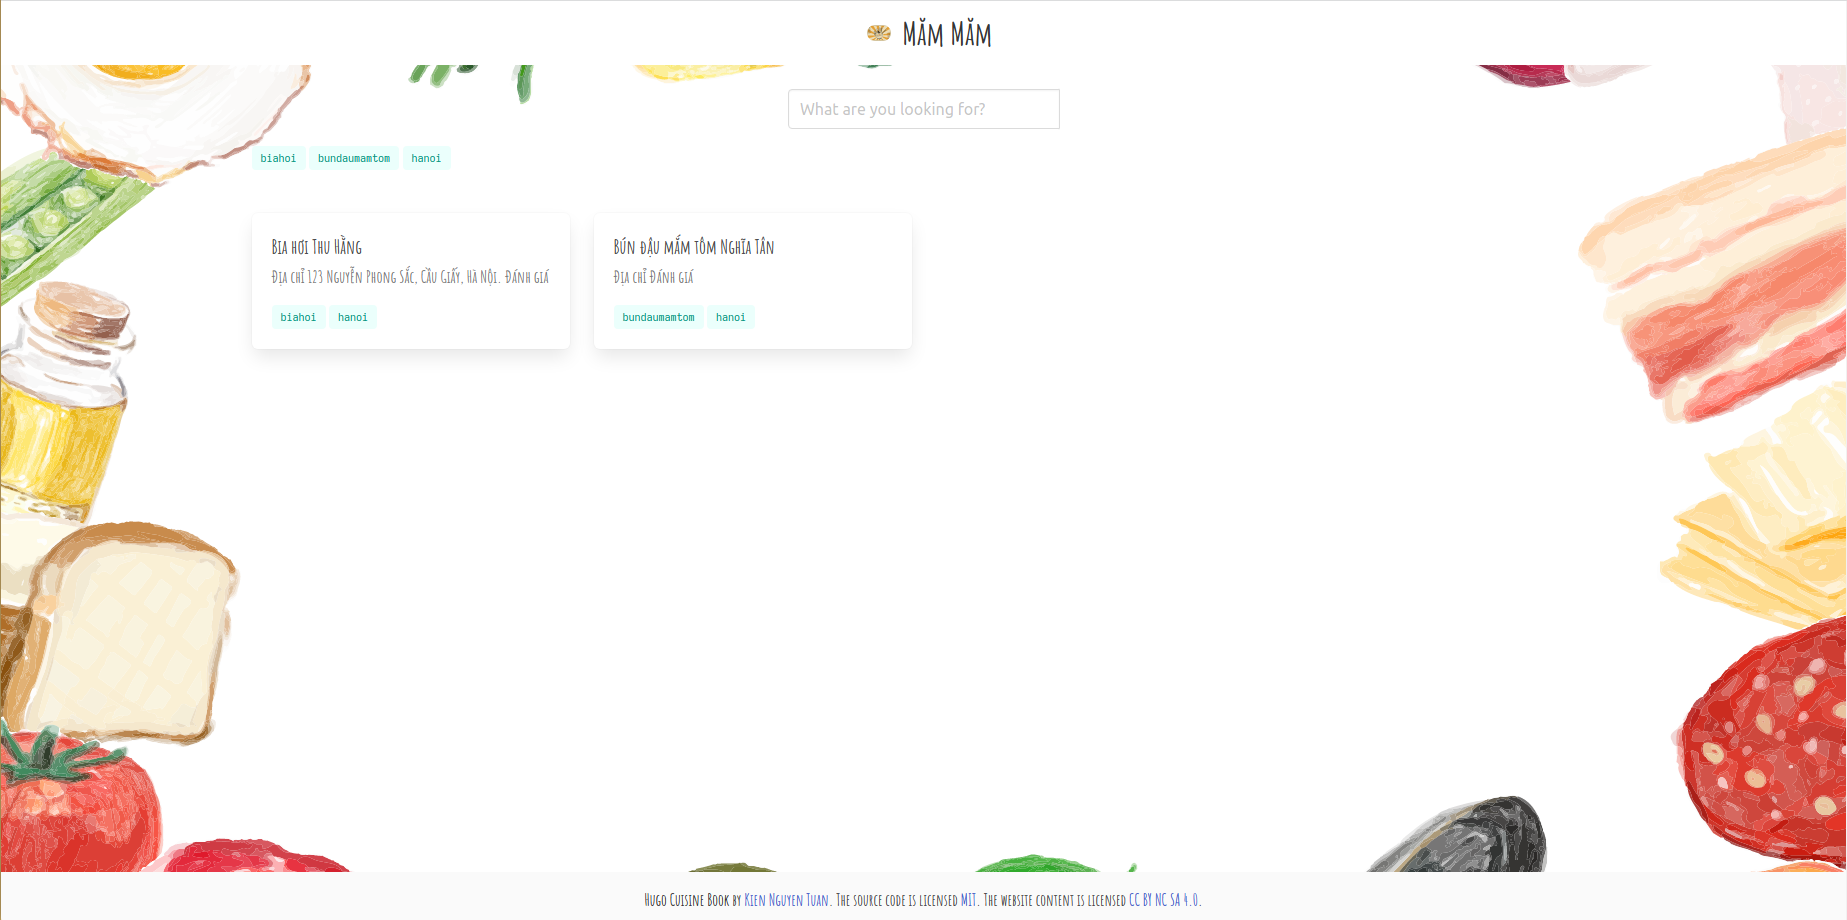 Măm Măm
What are you looking for?
biahoi bundaumamtom hanoi
Bia hơi Thu Hằng
Địa chỉ 123 Nguyễn Phong Sắc, Cầu Giấy, Hà Nội. Đánh giá
biahoi hanoi
Bún đậu mắm tôm Nghĩa Tân
Địa chỉ Đánh giá
bundaumamtom hanoi
Hugo Cuisine Book by Kien Nguyen Tuan. The source code is licensed MIT. The website content is licensed CC BY NC SA 4.0.